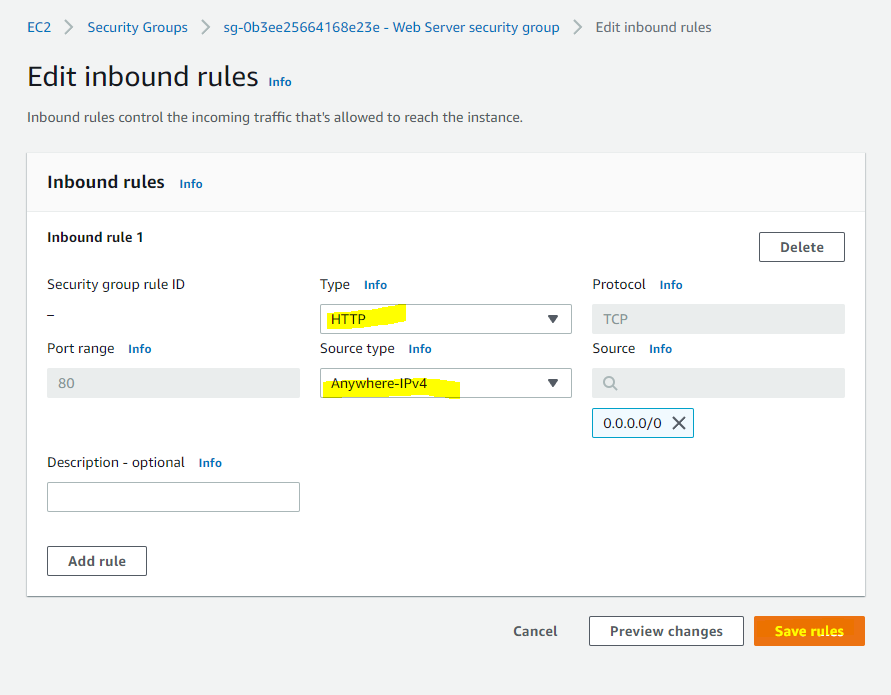 EC2 > Security Groups > sg-0b3ee25664168e23e - Web Server security group > Edit inbound rules
Edit inbound rules Info
Inbound rules control the incoming traffic that's allowed to reach the instance.
Inbound rules Info
Inbound rule 1
Delete
Security group rule ID
–
Type Info
HTTP
Protocol Info
TCP
Port range Info
80
Source type Info
Anywhere-IPv4
Source Info
0.0.0.0/0
Description - optional Info
Add rule
Cancel Preview changes Save rules